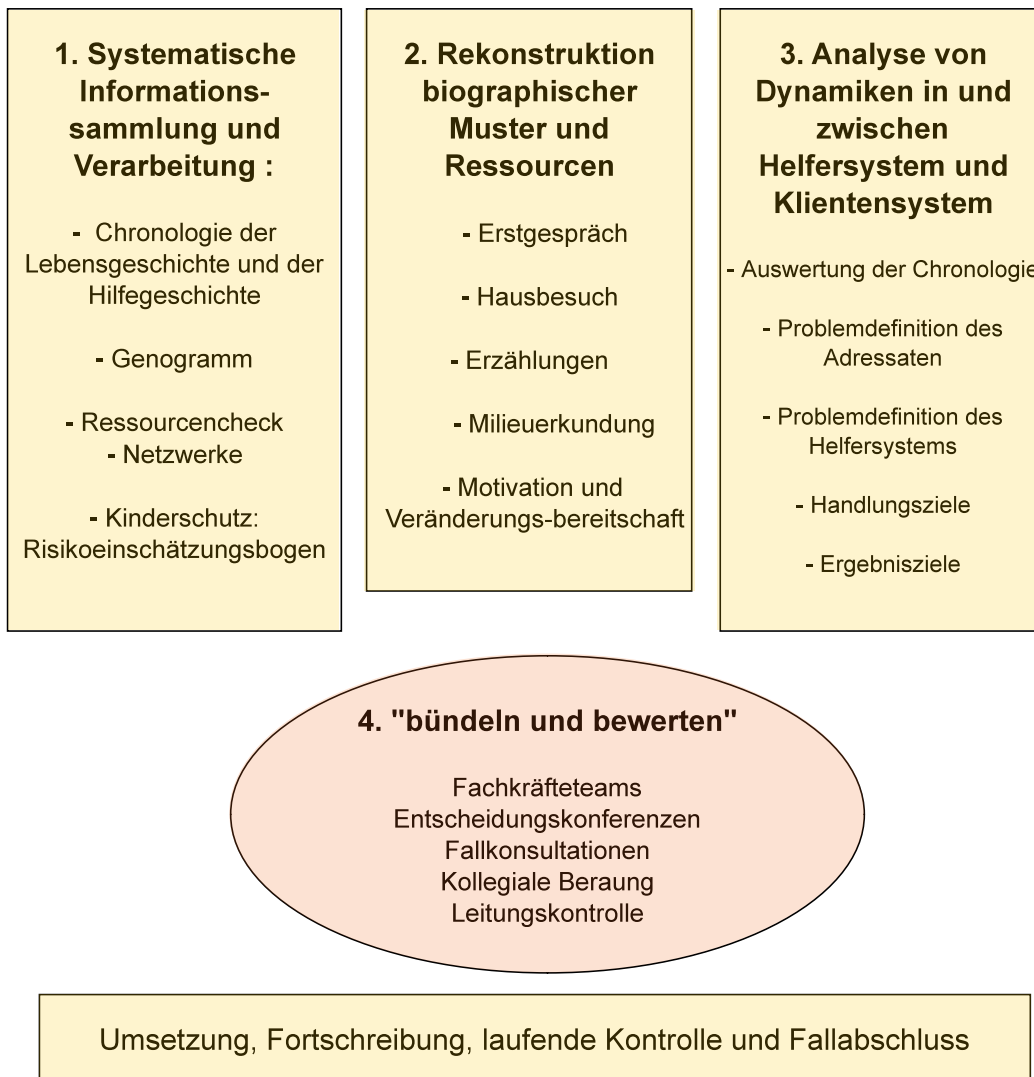 1. Systematische
Informations-
sammlung und
Verarbeitung :
- Chronologie der
Lebensgeschichte und der
Hilfegeschichte
- Genogramm
- Ressourcencheck
- Netzwerke
- Kinderschutz:
Risikoeinschätzungsbogen
2. Rekonstruktion
biographischer
Muster und
Ressourcen
- Erstgespräch
- Hausbesuch
- Erzählungen
- Milieuerkundung
- Motivation und
Veränderungs-bereitschaft
3. Analyse von
Dynamiken in und
zwischen
Helfersystem und
Klientensystem
- Auswertung der Chronologie
- Problemdefinition des
Adressaten
- Problemdefinition des
Helfersystems
- Handlungsziele
- Ergebnisziele
4. "bündeln und bewerten"
Fachkräfteteams
Entscheidungskonferenzen
Fallkonsultationen
Kollegiale Beraung
Leitungskontrolle
Umsetzung, Fortschreibung, laufende Kontrolle und Fallabschluss